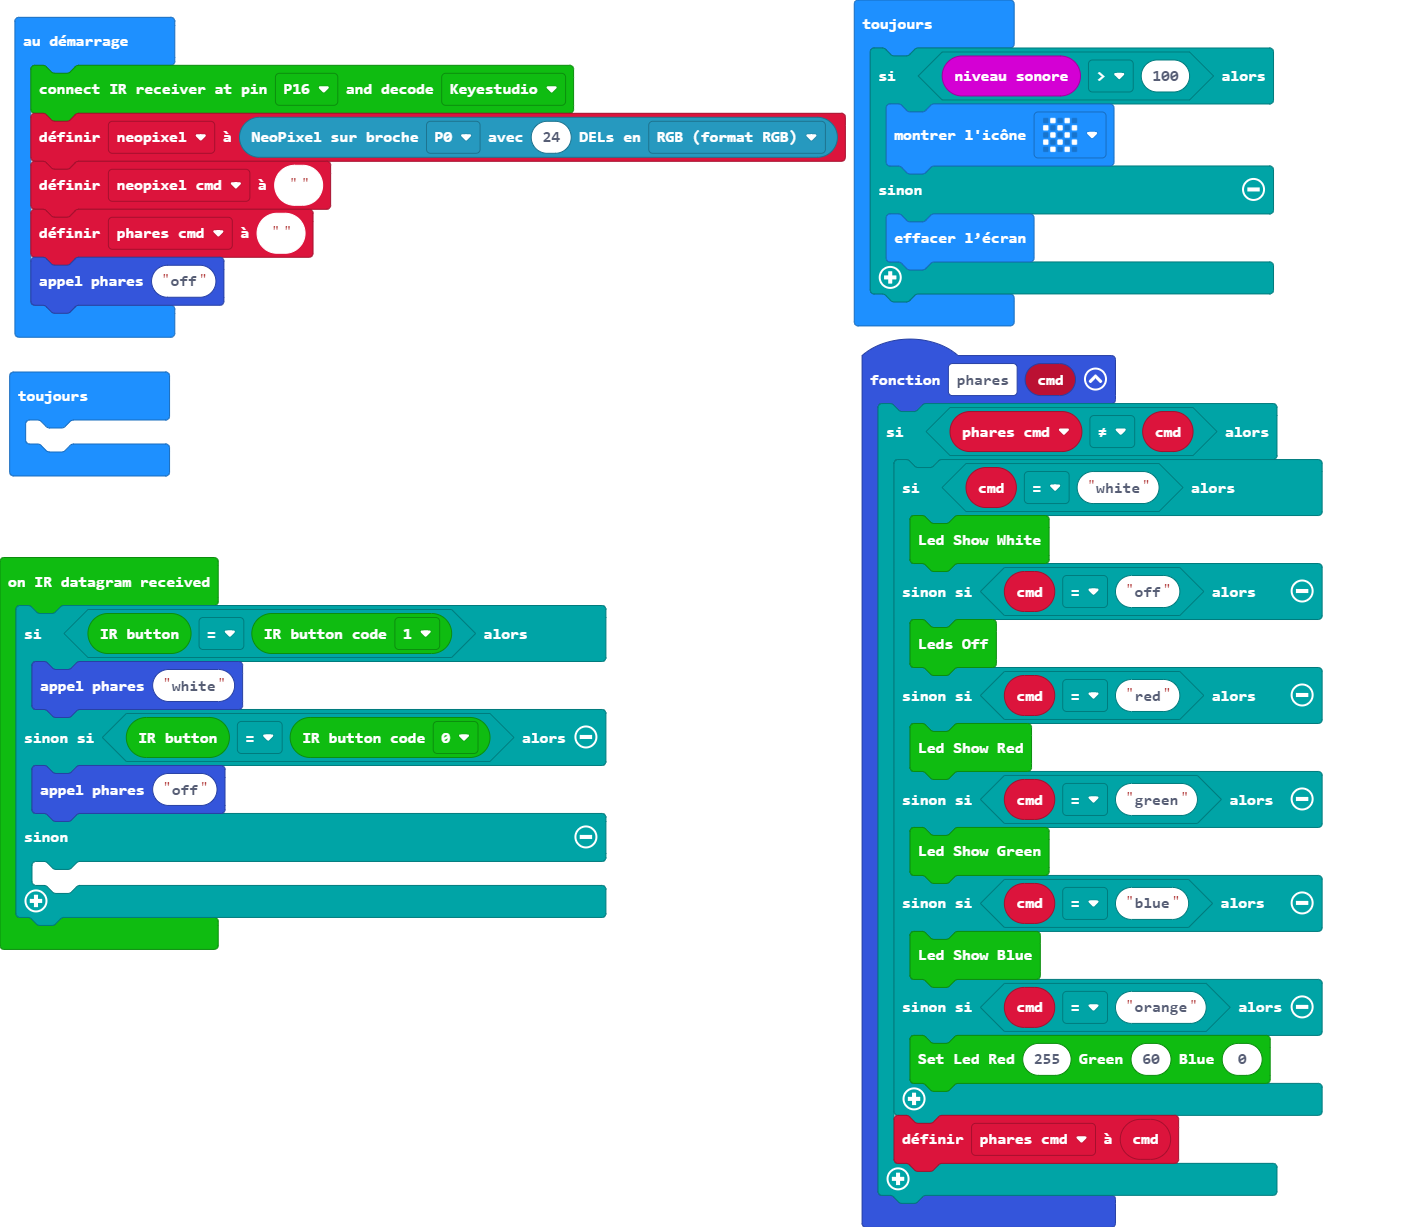 au démarrage
connect IR receiver at pin P16 and decode Keyestudio
définir neopixel à NeoPixel sur broche P0 avec 24 DELs en RGB (format RGB)
définir neopixel cmd à " "
définir phares cmd à " "
appel phares "off"
toujours
on IR datagram received
si IR button = IR button code 1 alors
appel phares "white"
sinon si IR button = IR button code 0 alors
appel phares "off"
sinon
toujours
si niveau sonore > 100 alors
montrer l'icône
sinon
effacer l’écran
fonction phares cmd
si phares cmd ≠ cmd alors
si cmd = "white" alors
Led Show White
sinon si cmd = "off" alors
Leds Off
sinon si cmd = "red" alors
Led Show Red
sinon si cmd = "green" alors
Led Show Green
sinon si cmd = "blue" alors
Led Show Blue
sinon si cmd = "orange" alors
Set Led Red 255 Green 60 Blue 0
définir phares cmd à cmd